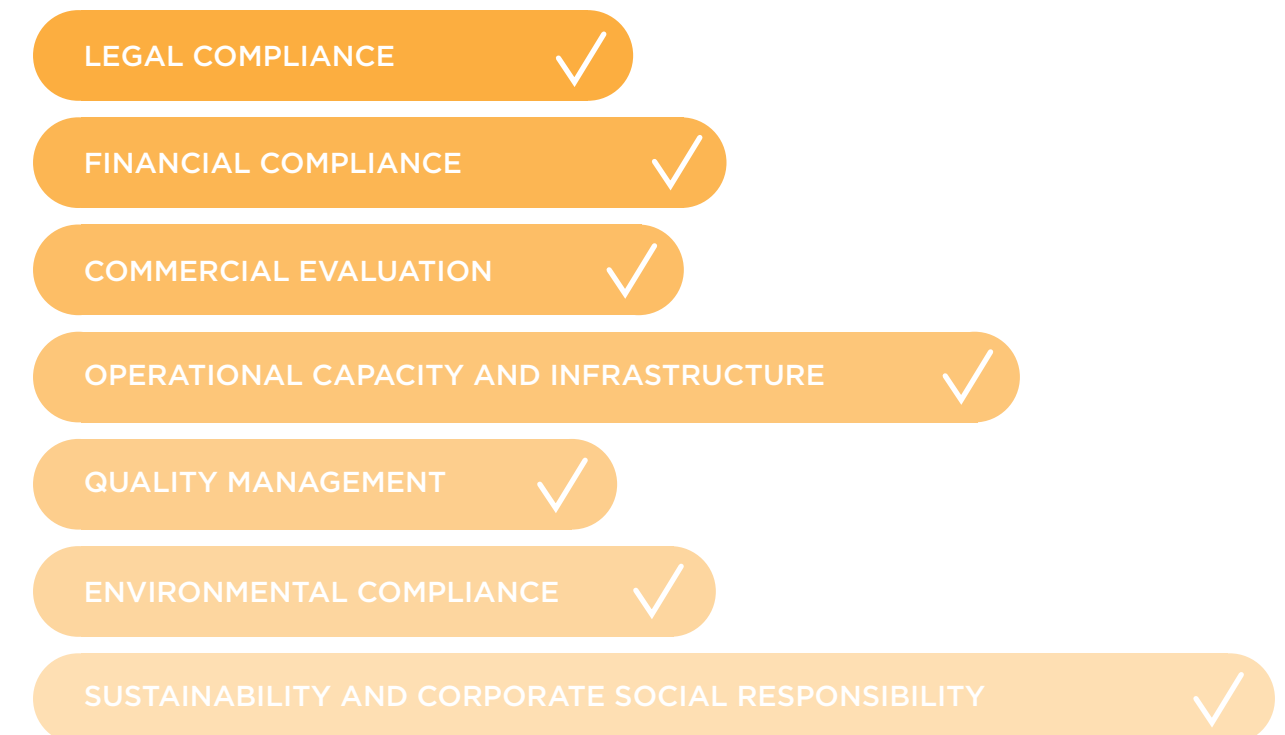 LEGAL COMPLIANCE
FINANCIAL COMPLIANCE
COMMERCIAL EVALUATION
OPERATIONAL CAPACITY AND INFRASTRUCTURE
QUALITY MANAGEMENT
ENVIRONMENTAL COMPLIANCE
SUSTAINABILITY AND CORPORATE SOCIAL RESPONSIBILITY